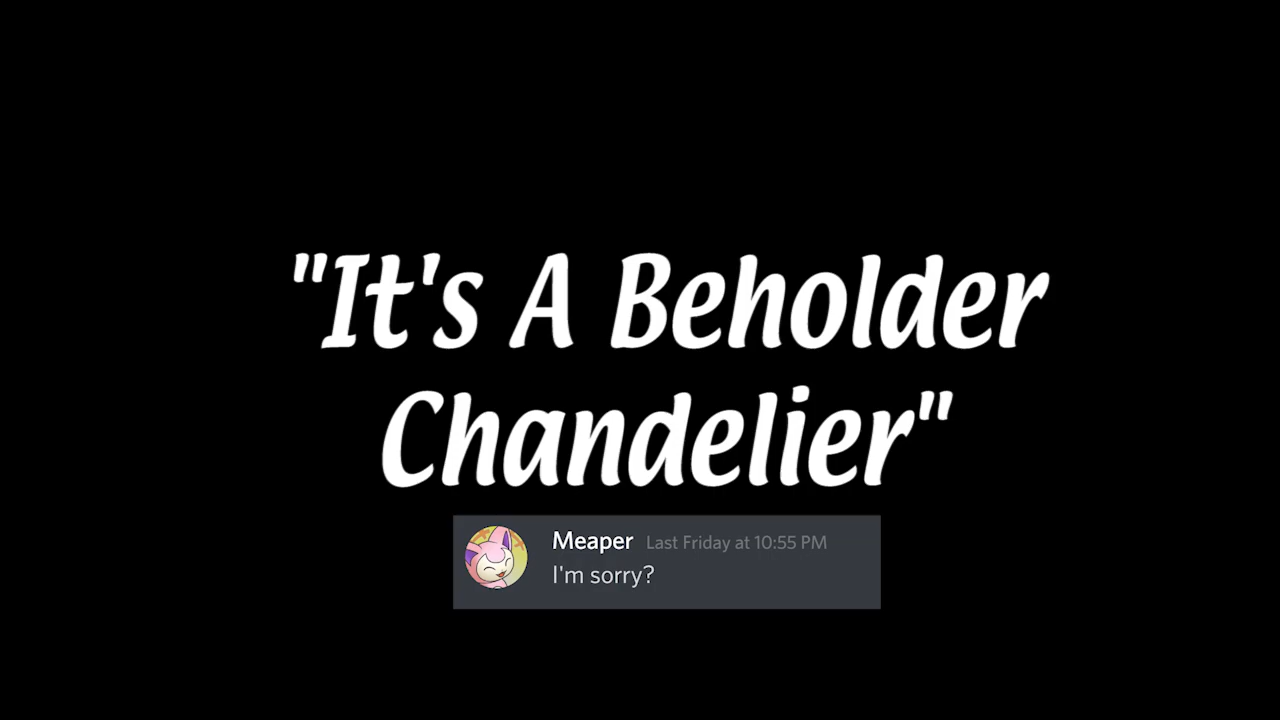 "It's A Beholder
Chandelier"
Meaper Last Friday at 10:55 PM
I'm sorry?